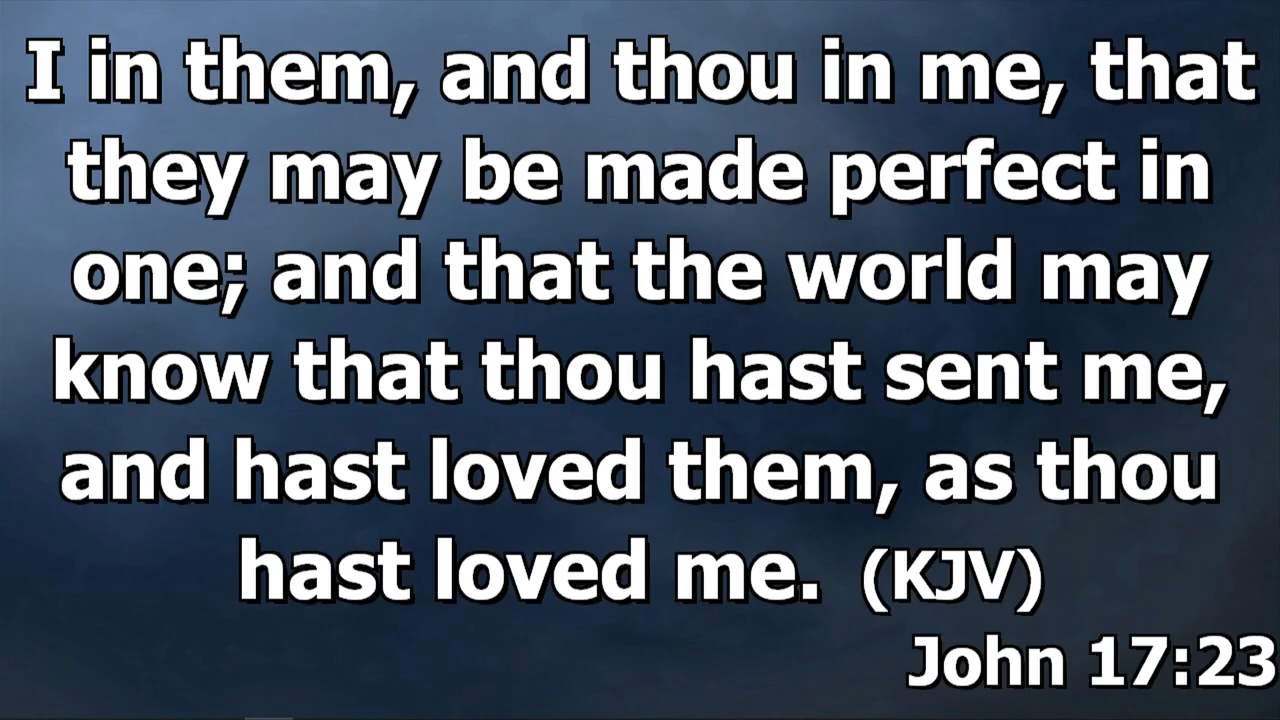 I in them, and thou in me, that
they may be made perfect in
one; and that the world may
know that thou hast sent me,
and hast loved them, as thou
hast loved me. (KJV)
John 17:23